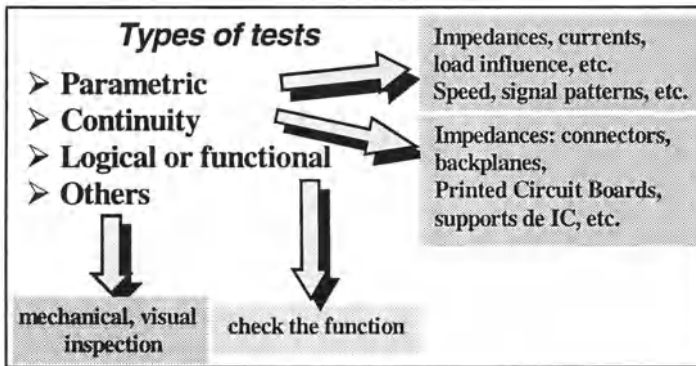 Types of tests
➢ Parametric
➢ Continuity
➢ Logical or functional
➢ Others
Impedances, currents,
load influence, etc.
Speed, signal patterns, etc.
Impedances: connectors,
backplanes,
Printed Circuit Boards,
supports de IC, etc.
mechanical, visual
inspection
check the function